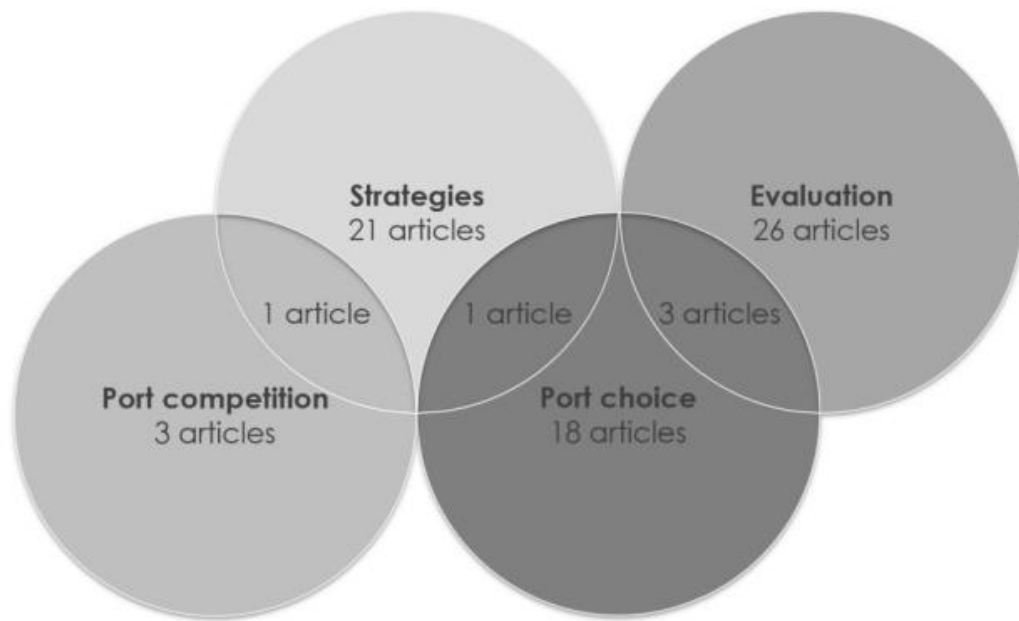 Strategies
21 articles
Evaluation
26 articles
1 article
1 article
3 articles
Port competition
3 articles
Port choice
18 articles